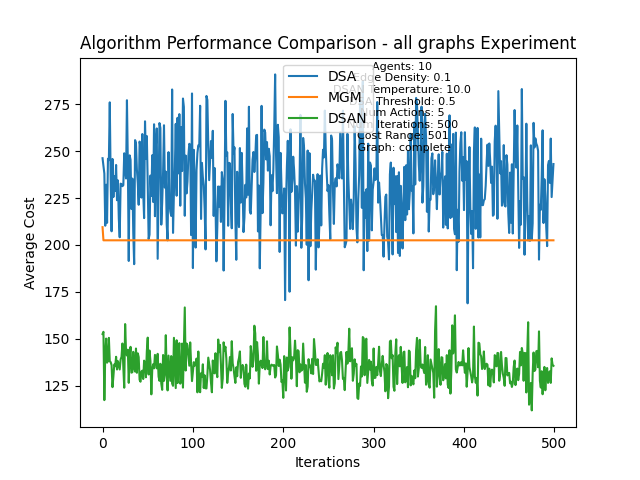 Algorithm Performance Comparison - all graphs Experiment
Agents: 10
Edge Density: 0.1
DSAN Temperature: 10.0
Threshold: 0.5
Num Actions: 5
Iterations: 500
Cost Range: 501
Graph: complete
DSA
MGM
DSAN
Average Cost
275
250
225
200
175
150
125
0 100 200 300 400 500
Iterations